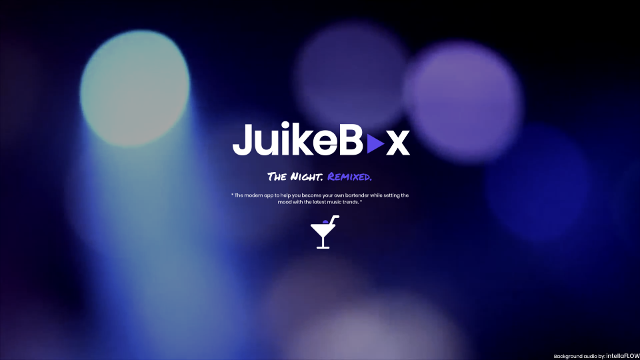 JuikeB▶x
The Night. Remixed.
" The modern app to help you become your own bartender while setting the
mood with the latest music trends. "
Background audio by: intelluFLOW